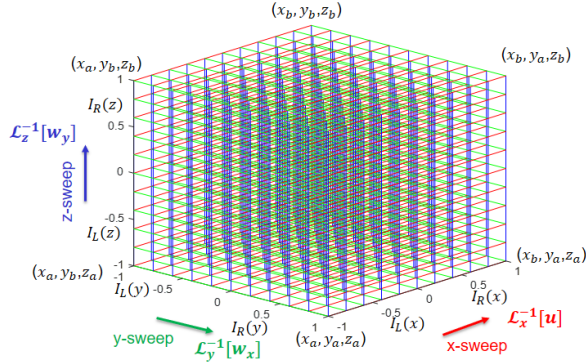 (x_b, y_b, z_b)
(x_a, y_b, z_b)
(x_b, y_a, z_b)
1
I_R(z)
0.5
𝓛_z^{-1}[w_y]
z-sweep
0
-0.5
I_L(z)
-1
(x_a, y_b, z_a)
-1
I_L(y)
-0.5
0
I_R(y)
0.5
1
(x_a, y_a, z_a)
-1
I_L(x)
-0.5
0
I_R(x)
0.5
1
(x_b, y_a, z_a)
y-sweep
𝓛_y^{-1}[w_x]
x-sweep
𝓛_x^{-1}[u]